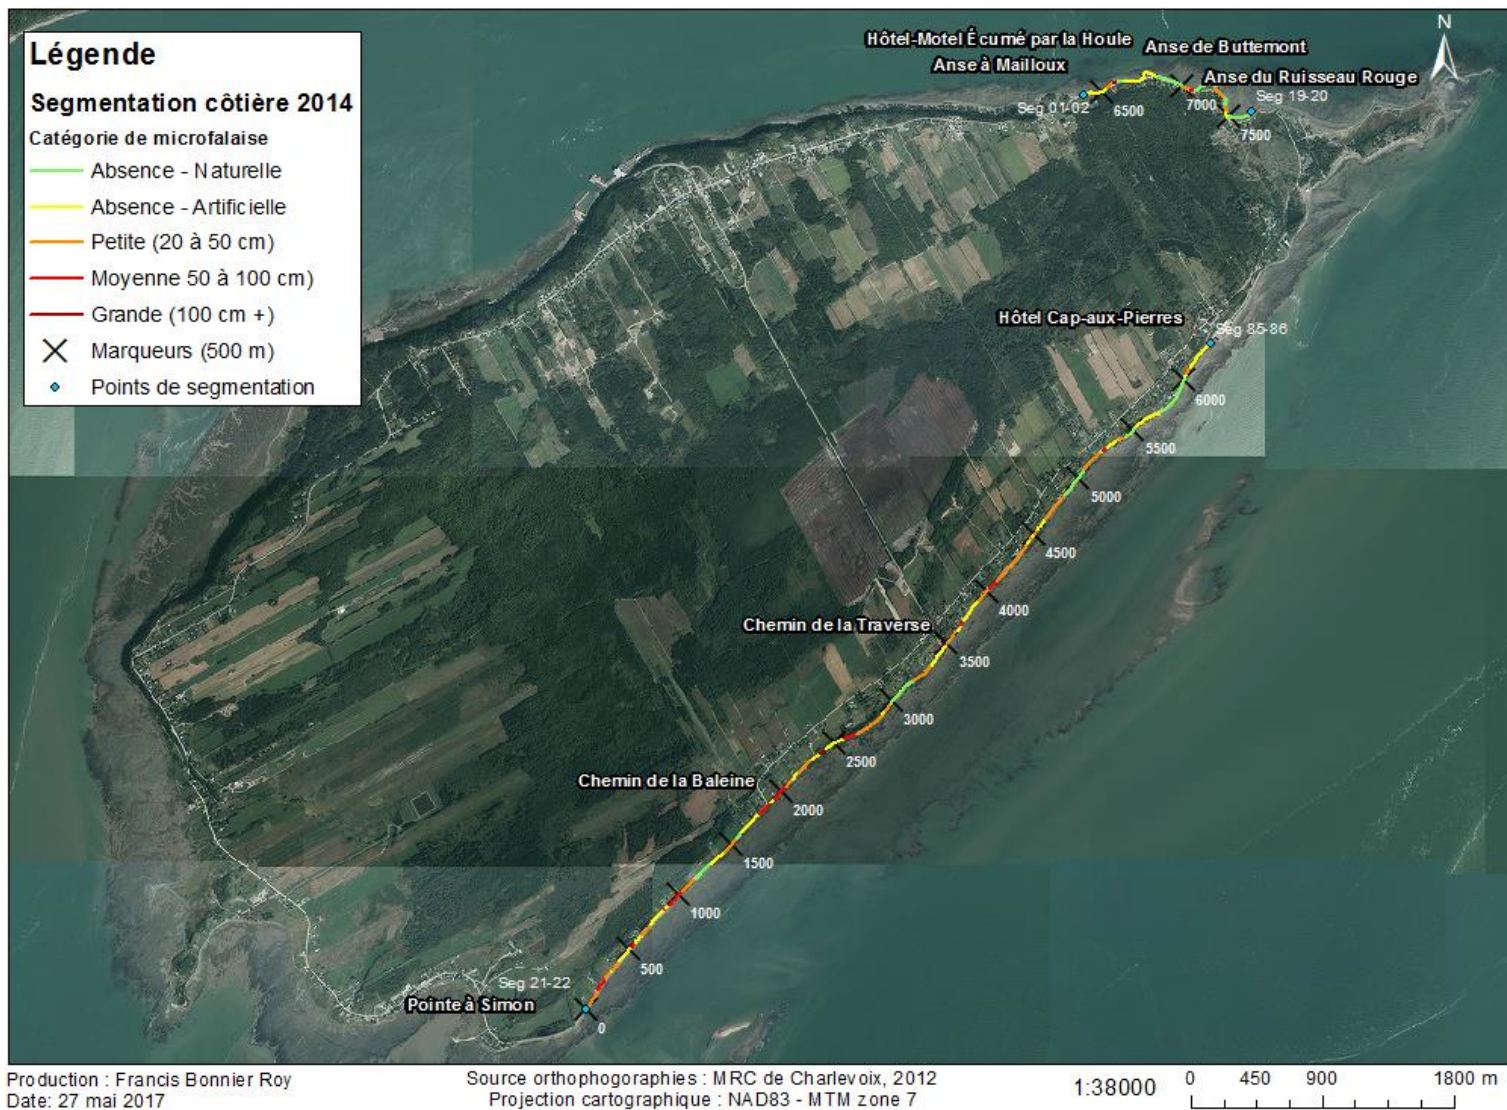 Légende
Segmentation côtière 2014
Catégorie de microfalaise
Absence - Naturelle
Absence - Artificielle
Petite (20 à 50 cm)
Moyenne 50 à 100 cm)
Grande (100 cm +)
Marqueurs (500 m)
Points de segmentation
N
Hôtel-Motel Écumé par la Houle
Anse de Buttemont
Anse à Mailloux
Anse du Ruisseau Rouge
Seg 01-02
6500
7000
Seg 19-20
7500
Hôtel Cap-aux-Pierres
Seg 85-86
6000
5500
5000
4500
4000
Chemin de la Traverse
3500
3000
2500
Chemin de la Baleine
2000
1500
1000
500
Seg 21-22
Pointe à Simon
0
Production : Francis Bonnier Roy
Date: 27 mai 2017
Source orthophogoraphies : MRC de Charlevoix, 2012
Projection cartographique : NAD83 - MTM zone 7
1:38000
0 450 900 1800 m